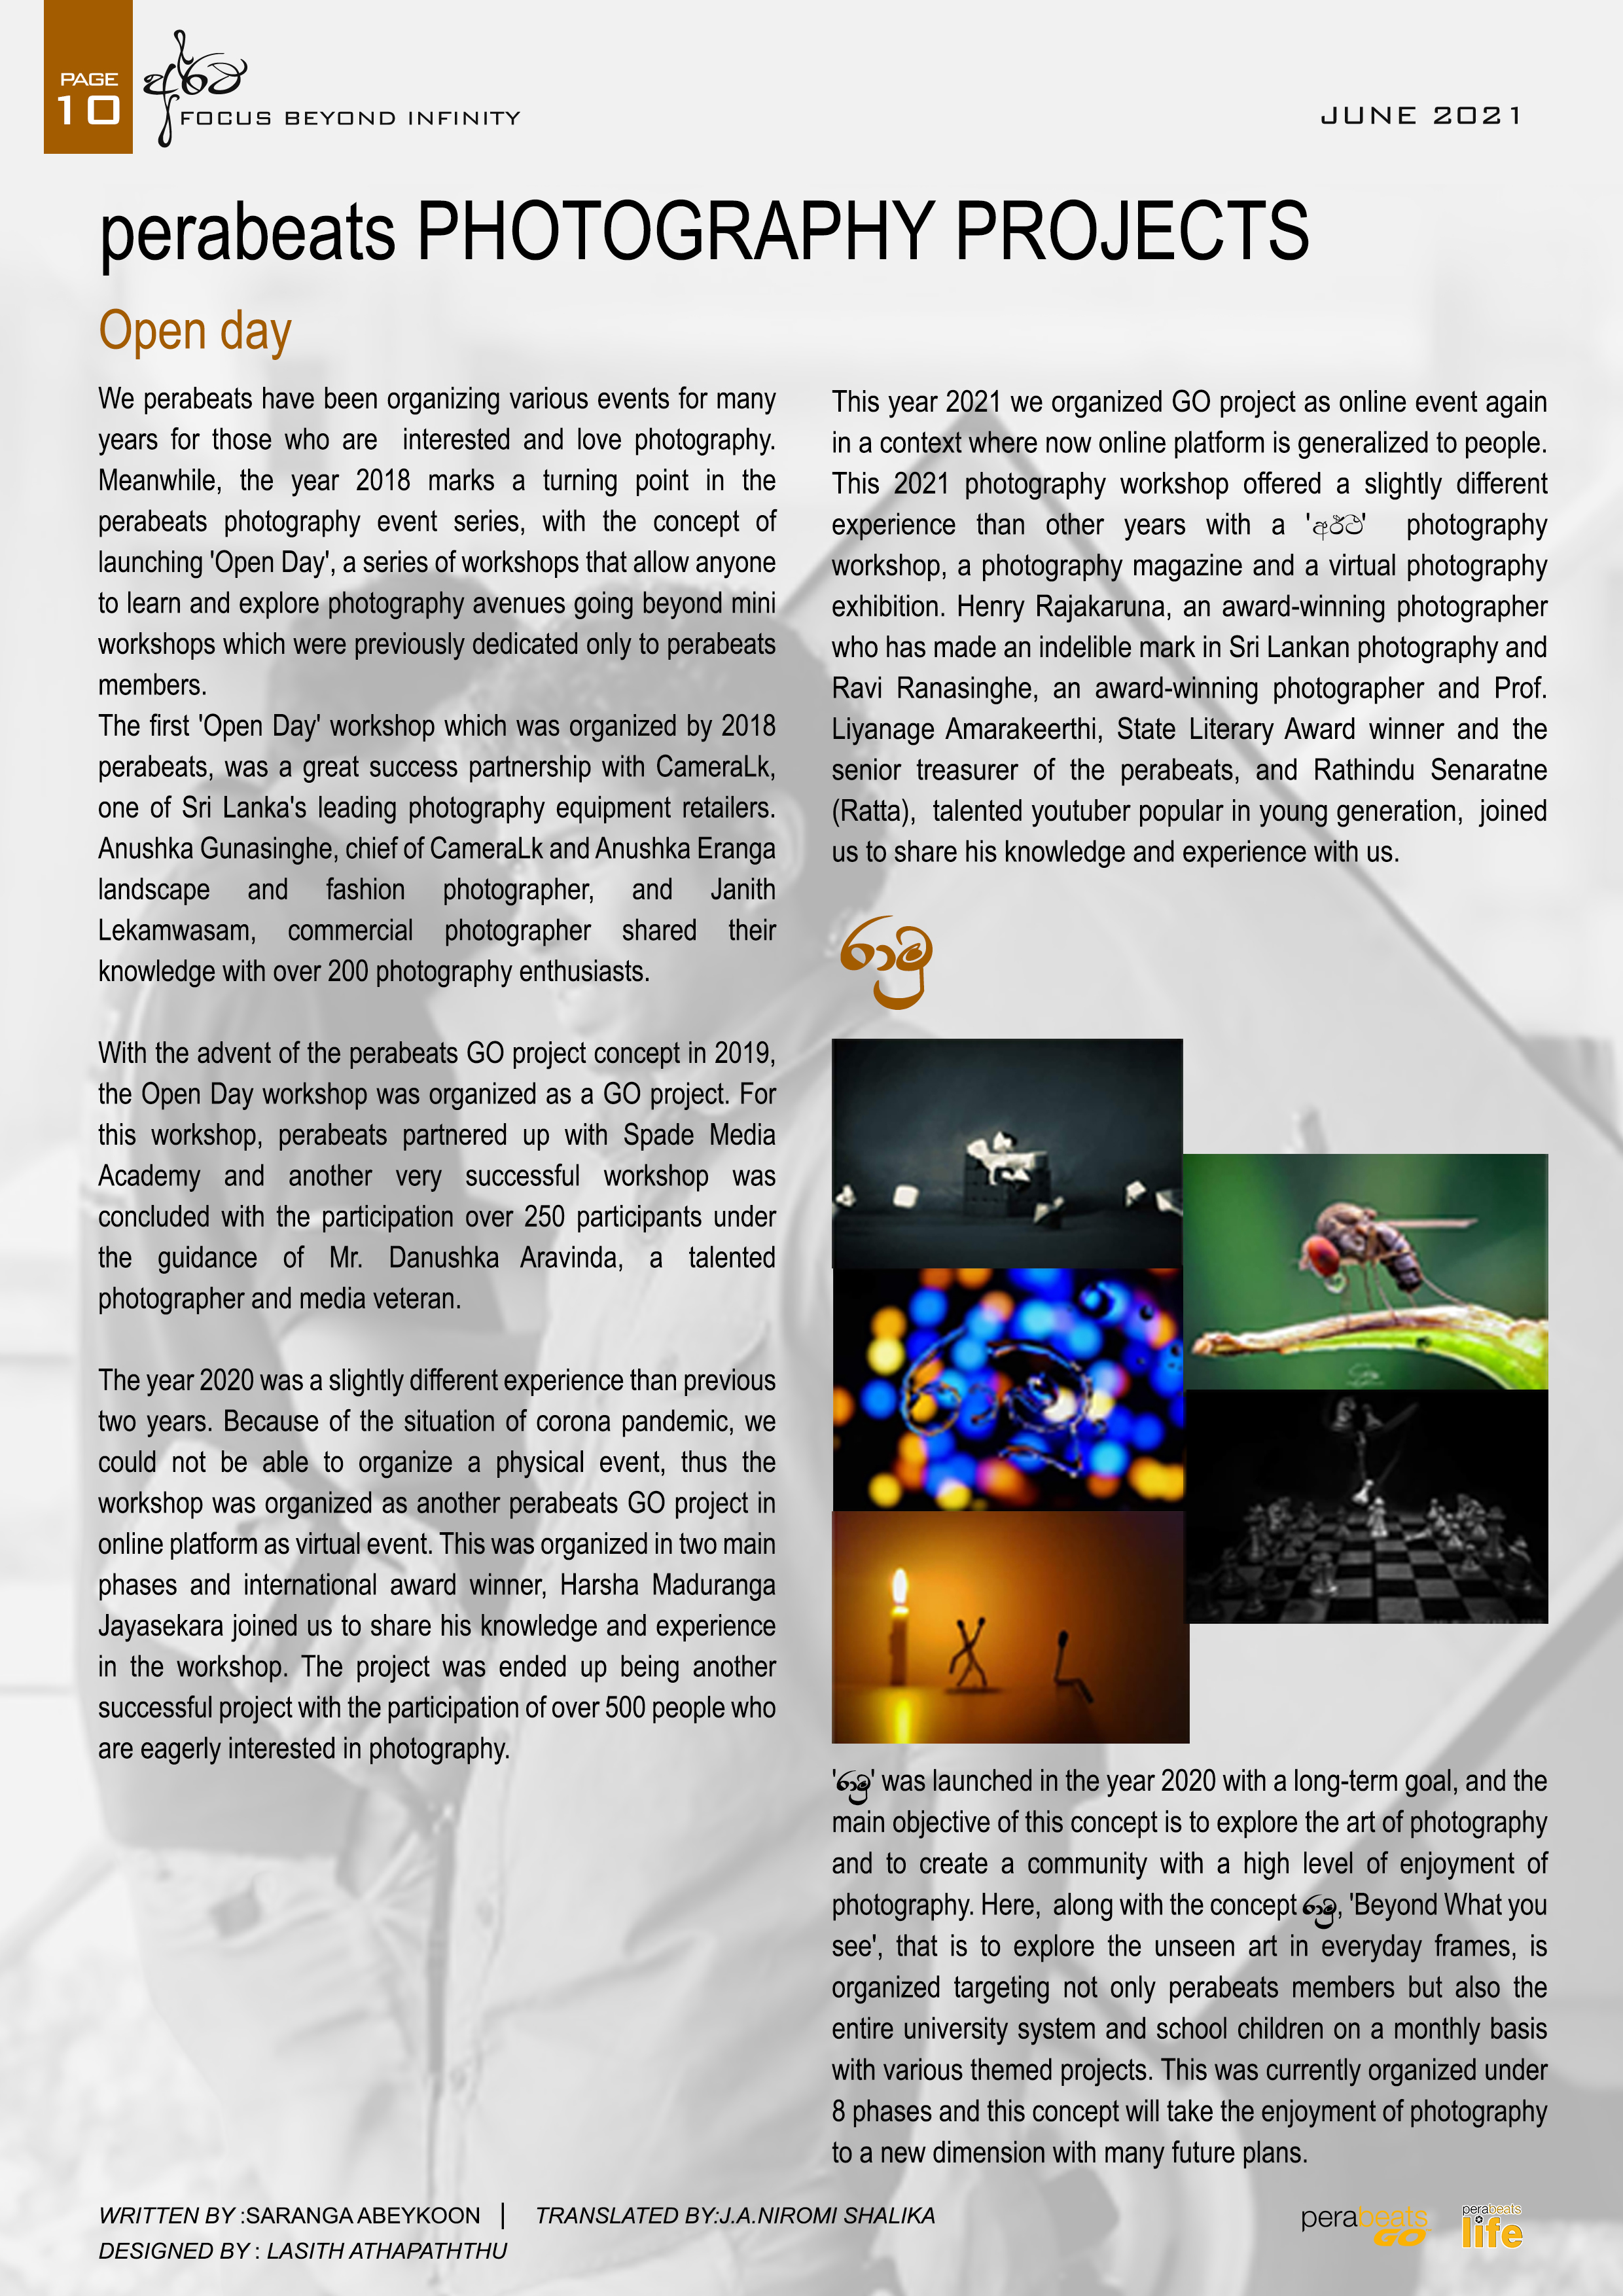 PAGE
10
FOCUS BEYOND INFINITY
JUNE 2021
perabeats PHOTOGRAPHY PROJECTS
Open day
We perabeats have been organizing various events for many
years for those who are interested and love photography.
Meanwhile, the year 2018 marks a turning point in the
perabeats photography event series, with the concept of
launching 'Open Day', a series of workshops that allow anyone
to learn and explore photography avenues going beyond mini
workshops which were previously dedicated only to perabeats
members.
The first 'Open Day' workshop which was organized by 2018
perabeats, was a great success partnership with CameraLk,
one of Sri Lanka's leading photography equipment retailers.
Anushka Gunasinghe, chief of CameraLk and Anushka Eranga
landscape and fashion photographer, and Janith
Lekamwasam, commercial photographer shared their
knowledge with over 200 photography enthusiasts.
With the advent of the perabeats GO project concept in 2019,
the Open Day workshop was organized as a GO project. For
this workshop, perabeats partnered up with Spade Media
Academy and another very successful workshop was
concluded with the participation over 250 participants under
the guidance of Mr. Danushka Aravinda, a talented
photographer and media veteran.
The year 2020 was a slightly different experience than previous
two years. Because of the situation of corona pandemic, we
could not be able to organize a physical event, thus the
workshop was organized as another perabeats GO project in
online platform as virtual event. This was organized in two main
phases and international award winner, Harsha Maduranga
Jayasekara joined us to share his knowledge and experience
in the workshop. The project was ended up being another
successful project with the participation of over 500 people who
are eagerly interested in photography.
This year 2021 we organized GO project as online event again
in a context where now online platform is generalized to people.
This 2021 photography workshop offered a slightly different
experience than other years with a '' photography
workshop, a photography magazine and a virtual photography
exhibition. Henry Rajakaruna, an award-winning photographer
who has made an indelible mark in Sri Lankan photography and
Ravi Ranasinghe, an award-winning photographer and Prof.
Liyanage Amarakeerthi, State Literary Award winner and the
senior treasurer of the perabeats, and Rathindu Senaratne
(Ratta), talented youtuber popular in young generation, joined
us to share his knowledge and experience with us.
රාමු
'රාමු' was launched in the year 2020 with a long-term goal, and the
main objective of this concept is to explore the art of photography
and to create a community with a high level of enjoyment of
photography. Here, along with the concept රාමු, 'Beyond What you
see', that is to explore the unseen art in everyday frames, is
organized targeting not only perabeats members but also the
entire university system and school children on a monthly basis
with various themed projects. This was currently organized under
8 phases and this concept will take the enjoyment of photography
to a new dimension with many future plans.
WRITTEN BY :SARANGA ABEYKOON | TRANSLATED BY:J.A.NIROMI SHALIKA
DESIGNED BY : LASITH ATHAPATHTHU
perabeats
GO
perabeats
life